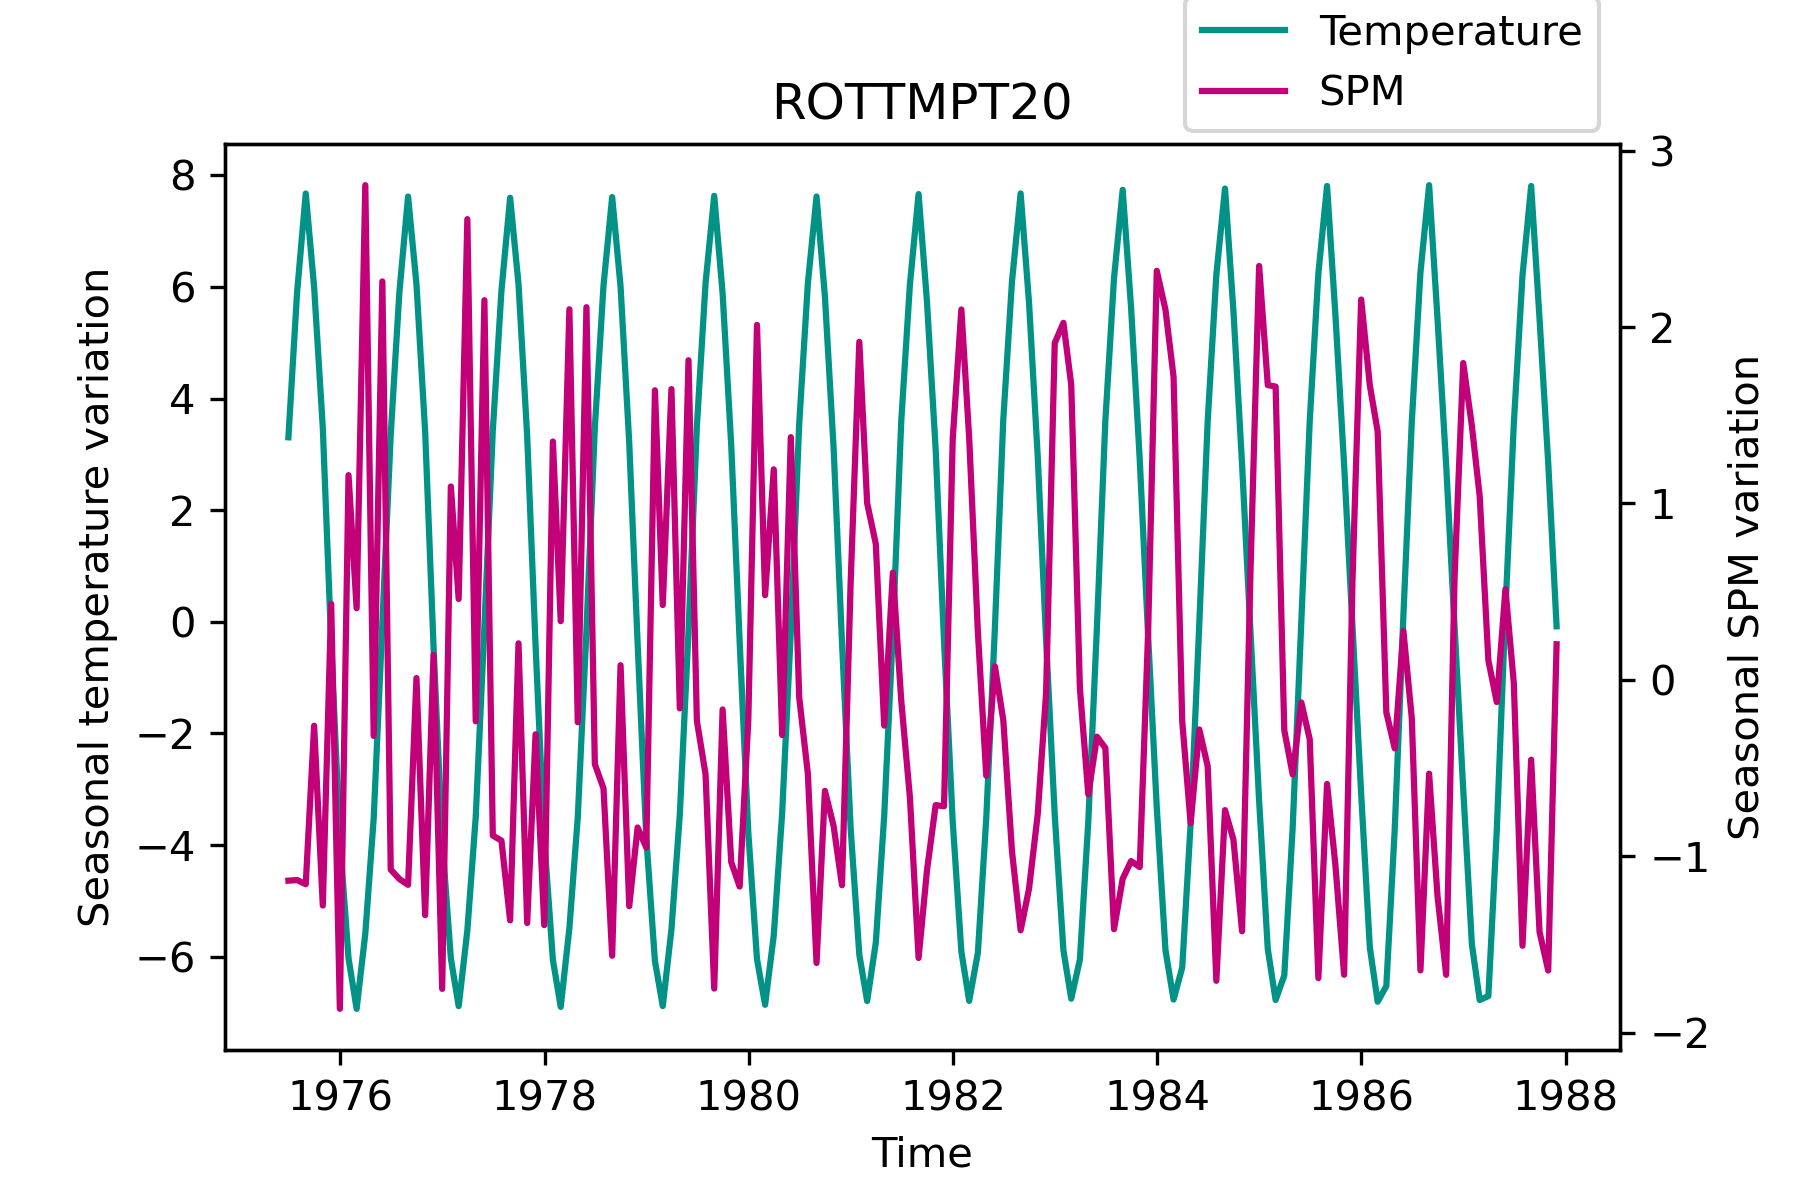 Temperature
SPM
ROTTMPT20
8
6
4
2
0
−2
−4
−6
Seasonal temperature variation
3
2
1
0
−1
−2
Seasonal SPM variation
1976 1978 1980 1982 1984 1986 1988
Time